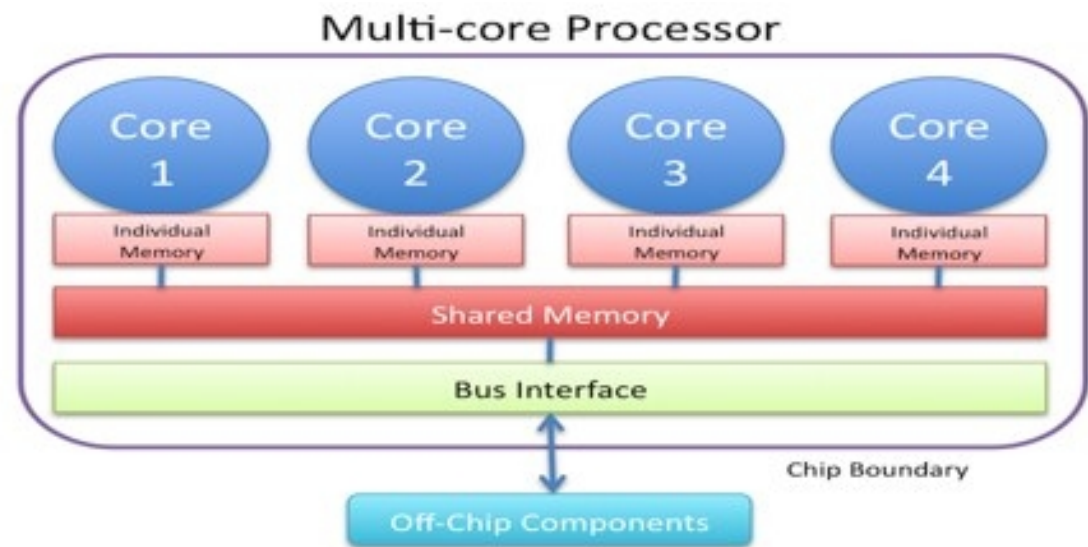 Multi-core Processor
Core
1
Core
2
Core
3
Core
4
Individual
Memory
Individual
Memory
Individual
Memory
Individual
Memory
Shared Memory
Bus Interface
Chip Boundary
Off-Chip Components